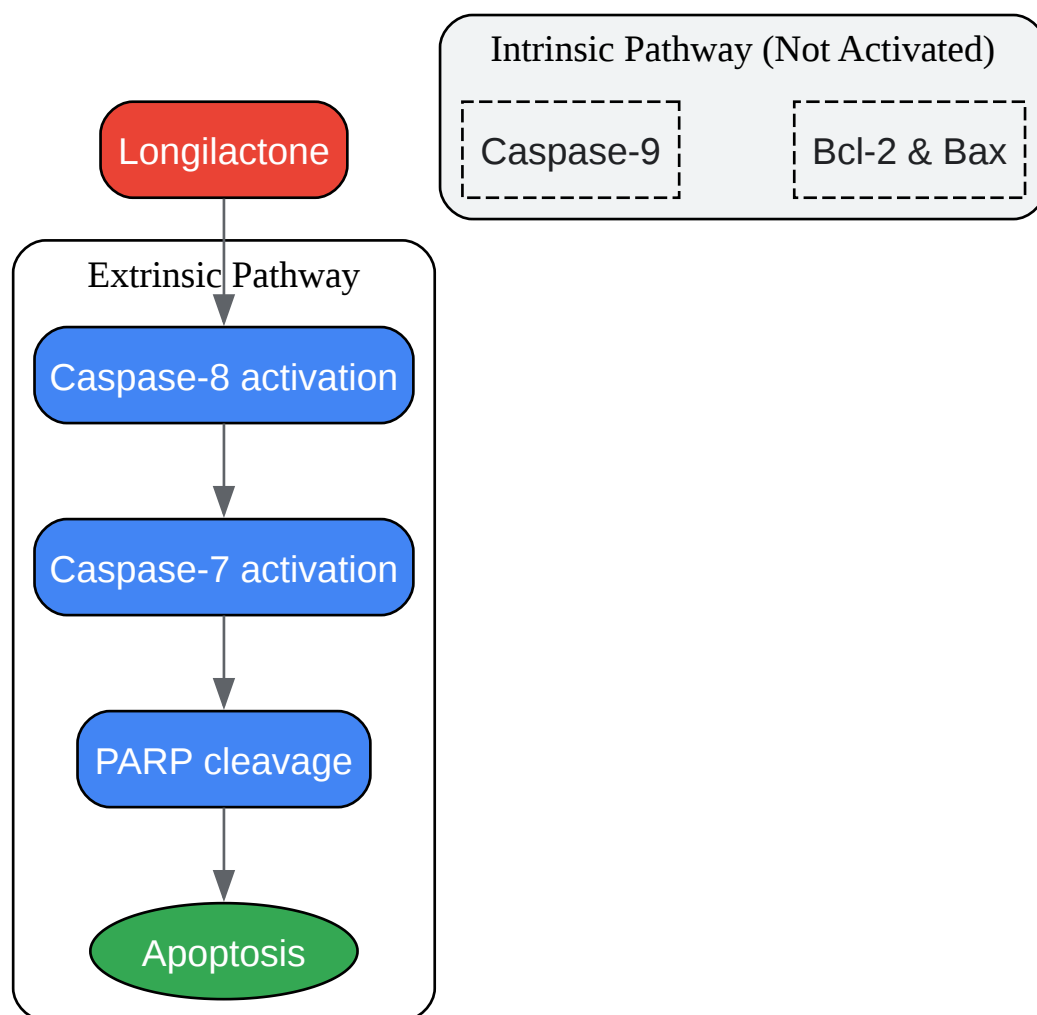 Intrinsic Pathway (Not Activated)
Caspase-9
Bcl-2 & Bax
Longilactone
Extrinsic Pathway
Caspase-8 activation
Caspase-7 activation
PARP cleavage
Apoptosis